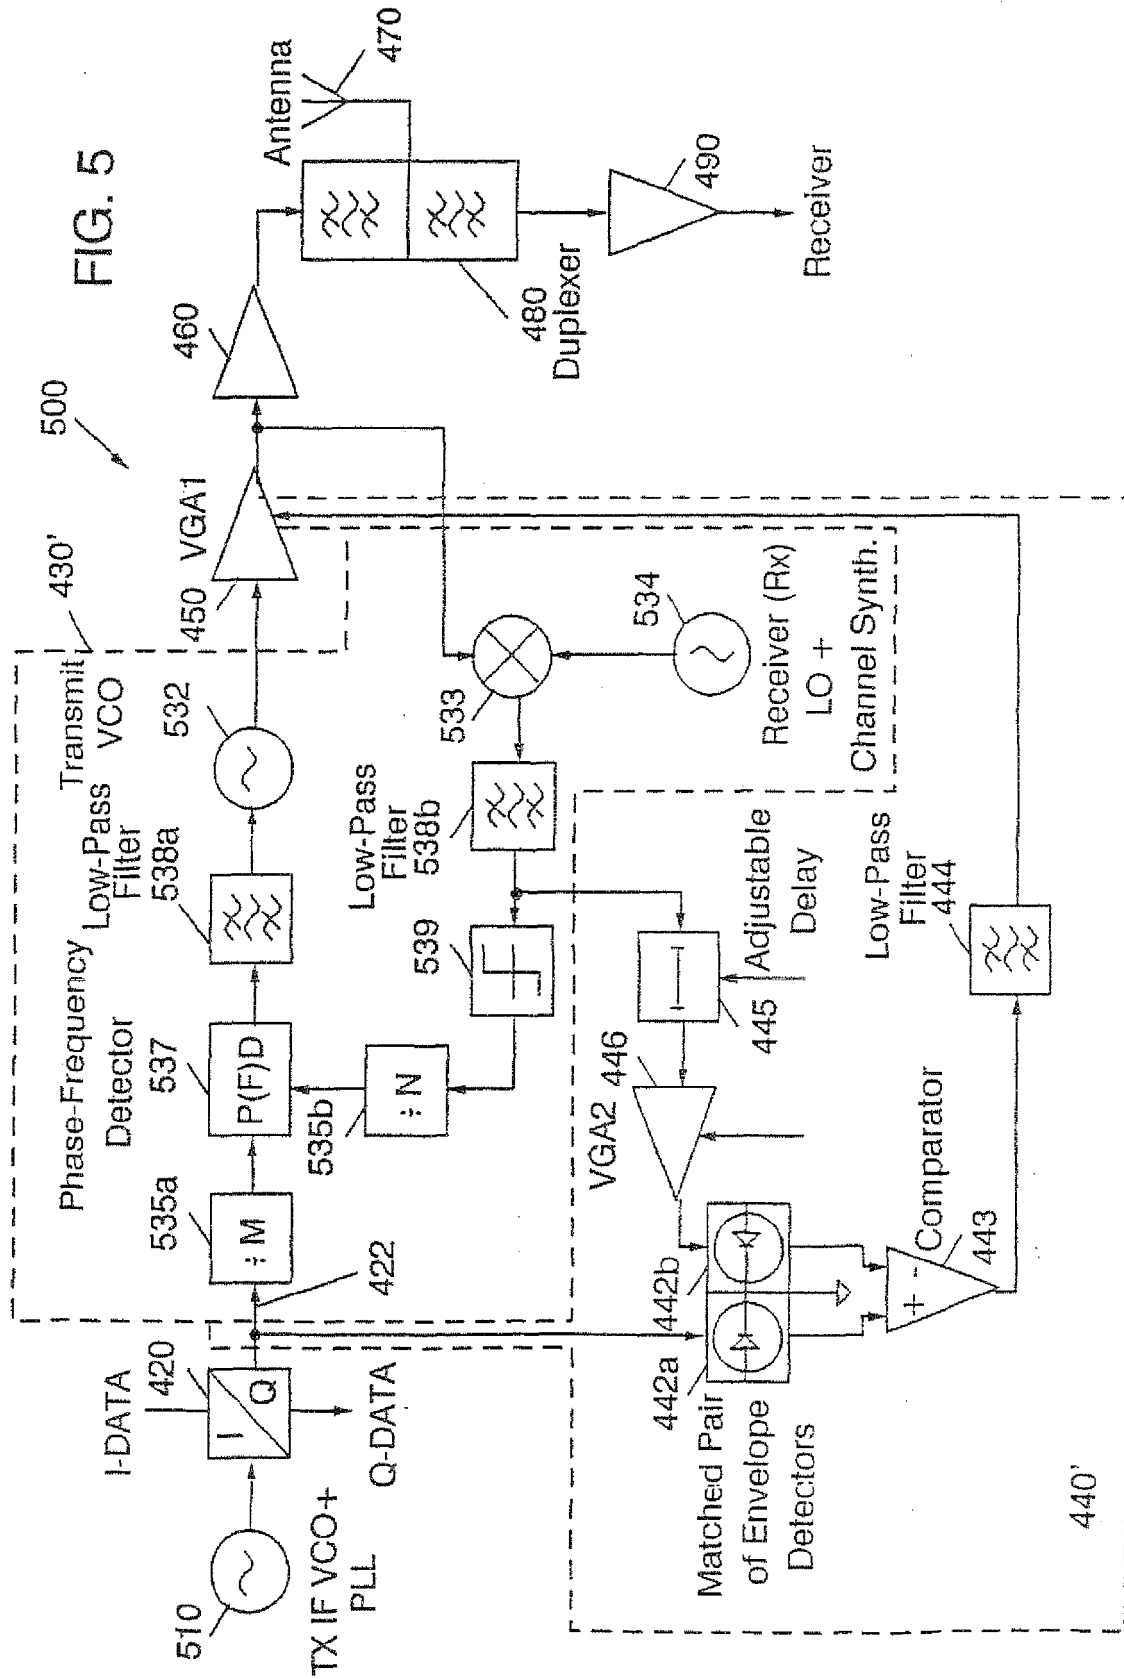 FIG. 5
500
430'
Transmit
VCO
532
Low-Pass
Filter
538a
Phase-Frequency
Detector
537
P(F)D
535a
÷M
422
I-DATA
420
I
Q
Q-DATA
510
TX IF VCO+
PLL
VGA1
450
460
Antenna
470
480
Duplexer
490
Receiver
533
534
Receiver (Rx)
LO +
Channel Synth.
Low-Pass
Filter
538b
539
535b
÷N
Adjustable
Delay
445
VGA2
446
442a
442b
Matched Pair
of Envelope
Detectors
+
-
Comparator
443
Low-Pass
Filter
444
440'